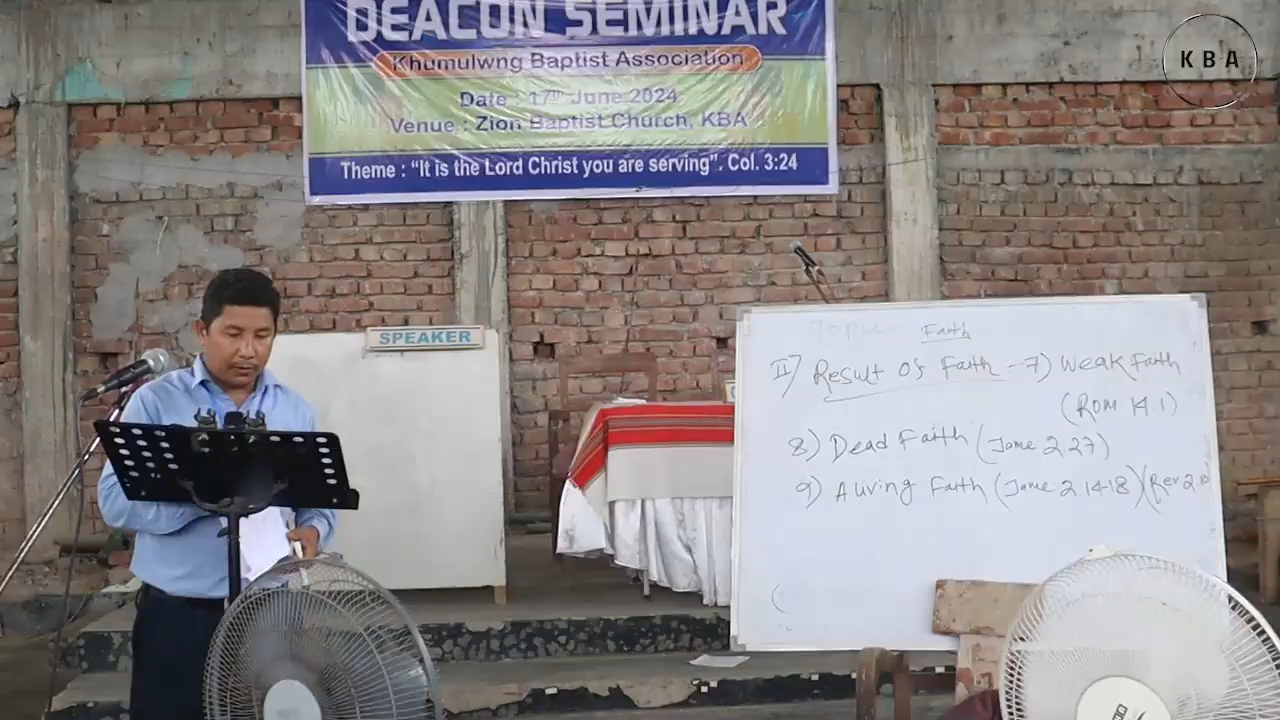 DEACON SEMINAR
Khumulwng Baptist Association
Date : 17th June 2024
Venue : Zion Baptist Church, KBA
Theme : "It is the Lord Christ you are serving". Col. 3:24
KBA
SPEAKER
Topic Faith
II) Result Of Faith - 7) Weak Faith
(Rom. 14:1)
8) Dead Faith (Jame 2.27)
9) A living Faith (Jame: 2.14-18) (Rev 2.10